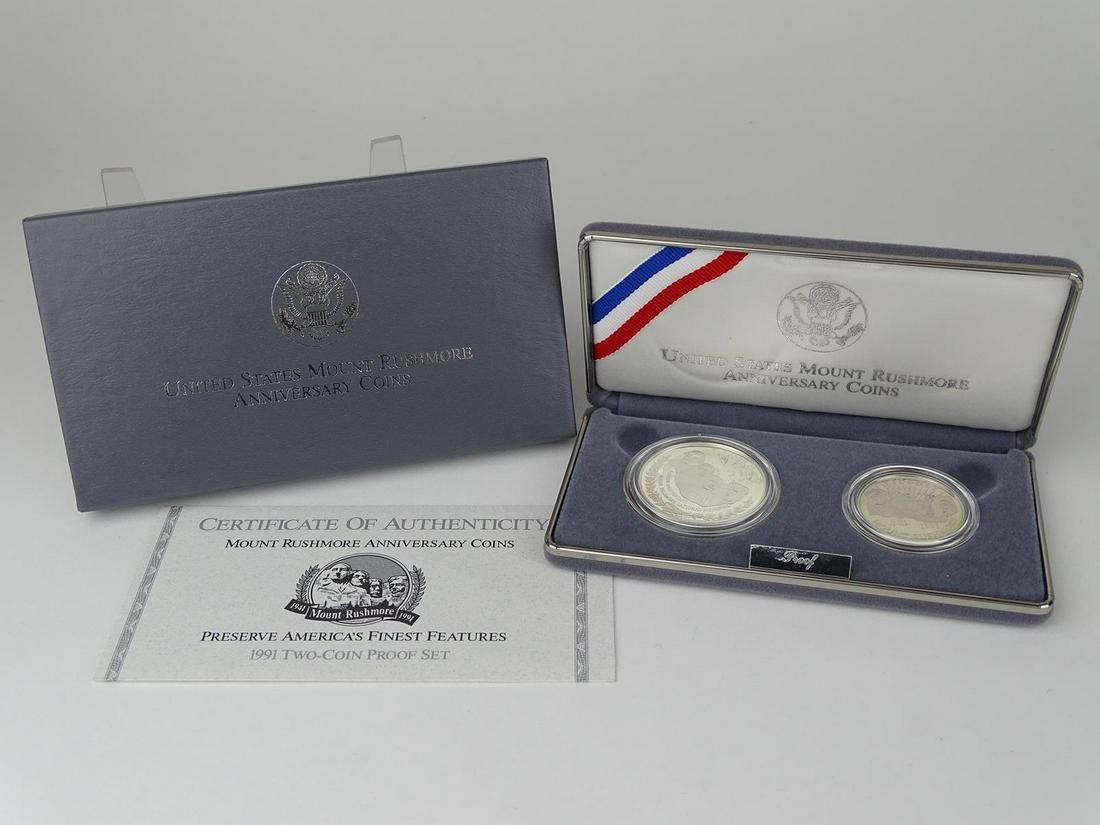 UNITED STATES MOUNT RUSHMORE
ANNIVERSARY COINS
UNITED STATES MOUNT RUSHMORE
ANNIVERSARY COINS
Proof
CERTIFICATE OF AUTHENTICITY
MOUNT RUSHMORE ANNIVERSARY COINS
1941 Mount Rushmore 1991
PRESERVE AMERICA'S FINEST FEATURES
1991 TWO-COIN PROOF SET